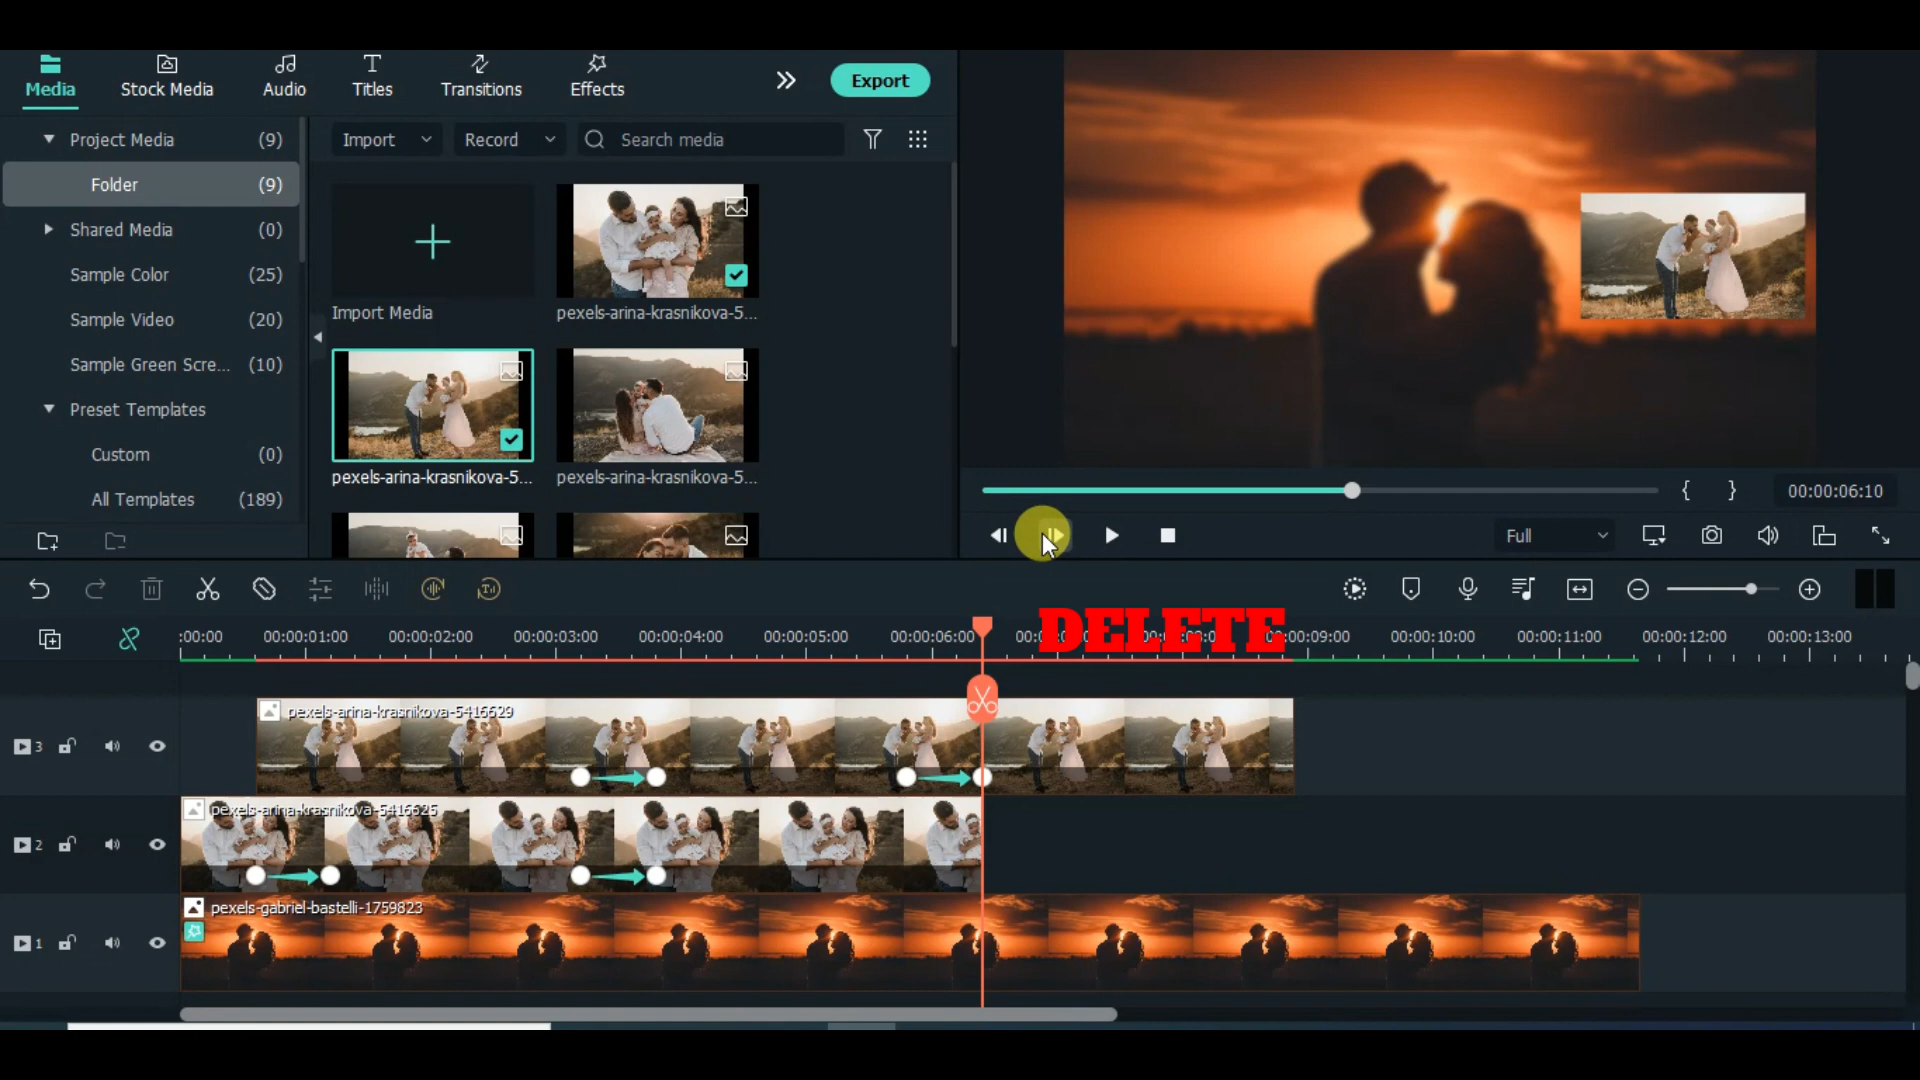 Media
Stock Media
Audio
Titles
Transitions
Effects
Export
Project Media (9)
Folder (9)
Shared Media (0)
Sample Color (25)
Sample Video (20)
Sample Green Scre... (10)
Preset Templates
Custom (0)
All Templates (189)
Import
Record
Search media
Import Media
pexels-arina-krasnikova-5...
pexels-arina-krasnikova-5...
pexels-arina-krasnikova-5...
{ }
00:00:06:10
Full
DELETE
:00:00
00:00:01:00
00:00:02:00
00:00:03:00
00:00:04:00
00:00:05:00
00:00:06:00
00:00:09:00
00:00:10:00
00:00:11:00
00:00:12:00
00:00:13:00
3
pexels-arina-krasnikova-5416629
2
pexels-arina-krasnikova-5416625
1
pexels-gabriel-bastelli-1759823